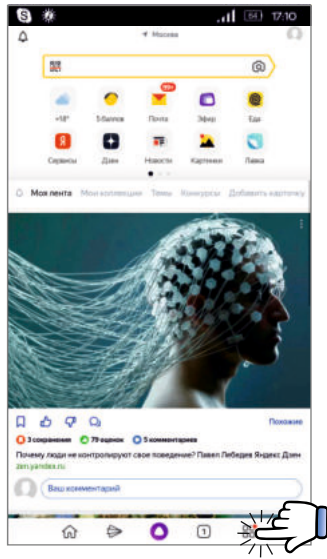 64 17:10
Москва
99+
+18° 5 баллов Почта Эфир Еда
Я
Сервисы Дзен Новости Картинки Лавка
Моя лента Мои коллекции Темы Конкурсы Добавить карточку
Похожие
3 сохранения 79 оценок 5 комментариев
Почему люди не контролируют свое поведение? Павел Лебедев Яндекс Дзен
zen.yandex.ru
Ваш комментарий
1